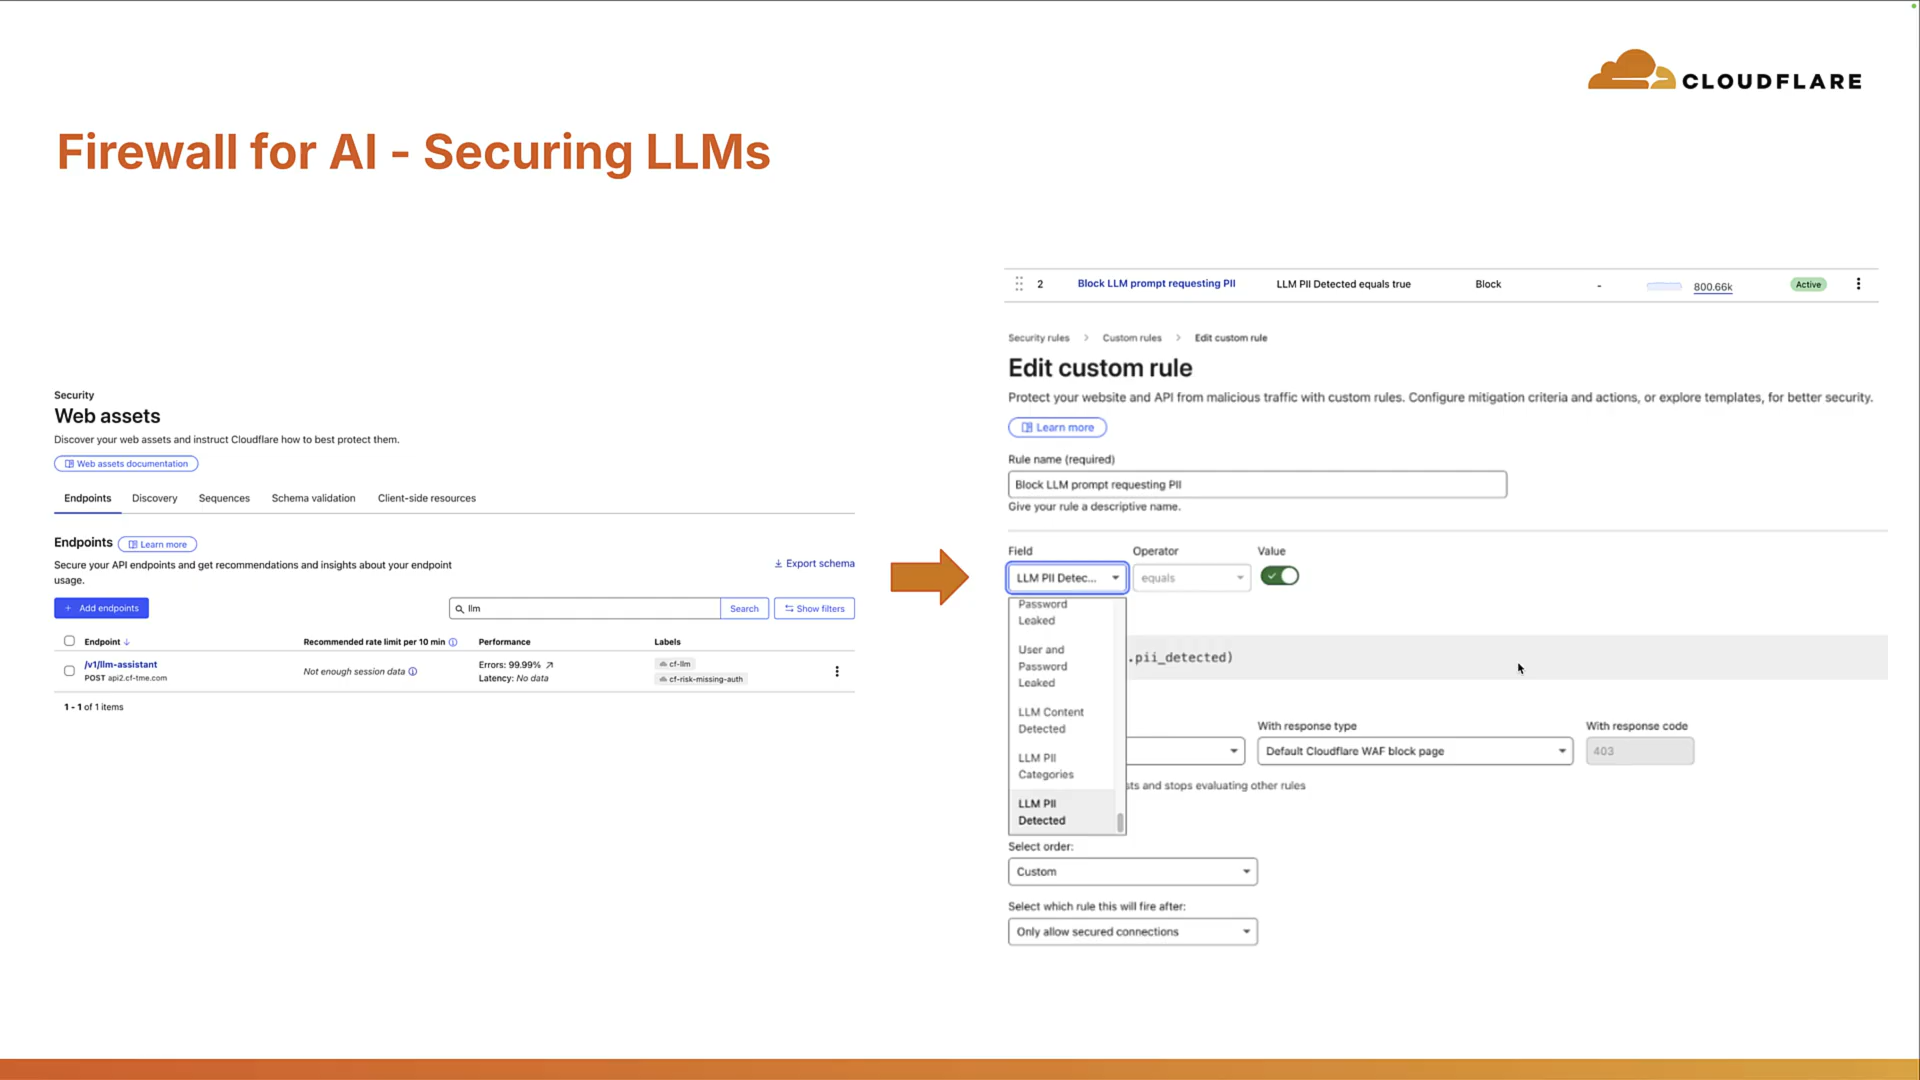 CLOUDFLARE
Firewall for AI - Securing LLMs
Security
Web assets
Discover your web assets and instruct Cloudflare how to best protect them.
Web assets documentation
Endpoints Discovery Sequences Schema validation Client-side resources
Endpoints Learn more
Secure your API endpoints and get recommendations and insights about your endpoint
usage.
Export schema
+ Add endpoints
llm Search Show filters
Endpoint Recommended rate limit per 10 min Performance Labels
/v1/llm-assistant Not enough session data Errors: 99.99% cf-llm
POST api2.cf-tme.com Latency: No data cf-risk-missing-auth
1 - 1 of 1 items
2 Block LLM prompt requesting PII LLM PII Detected equals true Block - 800.66k Active
Security rules > Custom rules > Edit custom rule
Edit custom rule
Protect your website and API from malicious traffic with custom rules. Configure mitigation criteria and actions, or explore templates, for better security.
Learn more
Rule name (required)
Block LLM prompt requesting PII
Give your rule a descriptive name.
Field Operator Value
LLM PII Detec... equals
Password
Leaked
User and
Password
Leaked
LLM Content
Detected
LLM PII
Categories
LLM PII
Detected
.pii_detected)
With response type With response code
Default Cloudflare WAF block page 403
sts and stops evaluating other rules
Select order:
Custom
Select which rule this will fire after:
Only allow secured connections